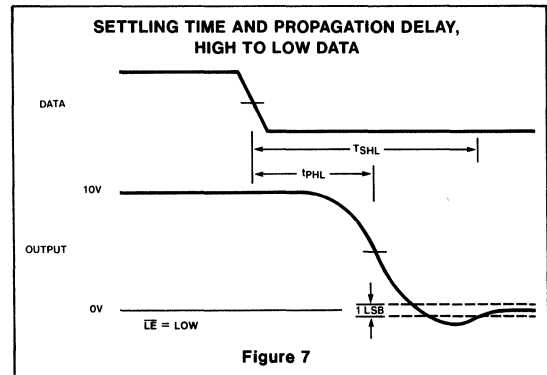 SETTLING TIME AND PROPAGATION DELAY,
HIGH TO LOW DATA
DATA
TSHL
tPHL
10V
OUTPUT
0V
1 LSB
LE = LOW
Figure 7